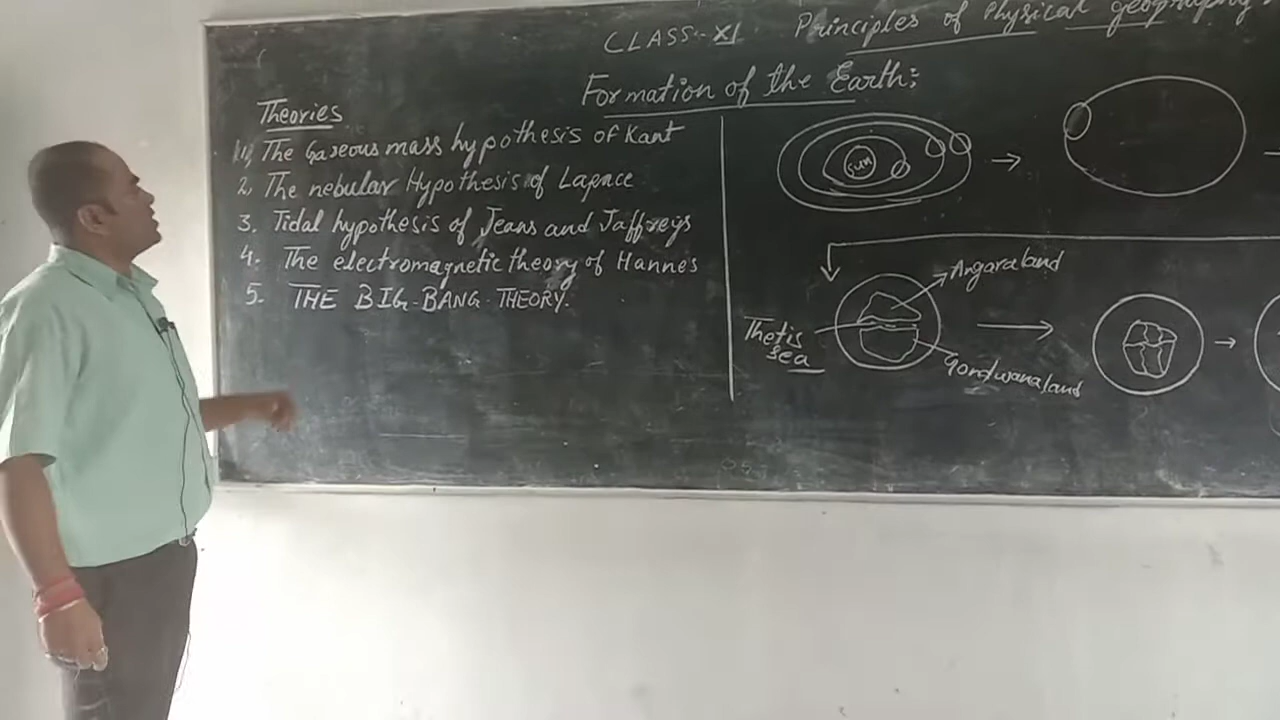 CLASS-XI Principles of Physical geography
Formation of the Earth:
Theories
1, The Gaseous mass hypothesis of Kant
2, The nebular Hypothesis of Laplace
3. Tidal hypothesis of Jeans and Jaffreys
4. The electromagnetic theory of Hannes
5. THE BIG-BANG THEORY.
SUN
Angaraland
Thetis
sea
Gondwanaland